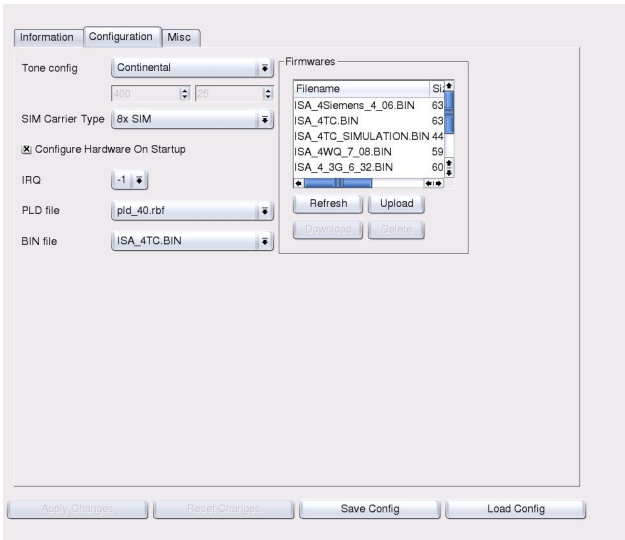 Information Configuration Misc
Tone config Continental
400 25
SIM Carrier Type 8x SIM
Configure Hardware On Startup
IRQ -1
PLD file pld_40.rbf
BIN file ISA_4TC.BIN
Firmwares
Filename Si
ISA_4Siemens_4_06.BIN 63
ISA_4TC.BIN 63
ISA_4TC_SIMULATION.BIN 44
ISA_4WQ_7_08.BIN 59
ISA_4_3G_6_32.BIN 60
Refresh Upload
Download Delete
Apply Changes Reset Changes Save Config Load Config